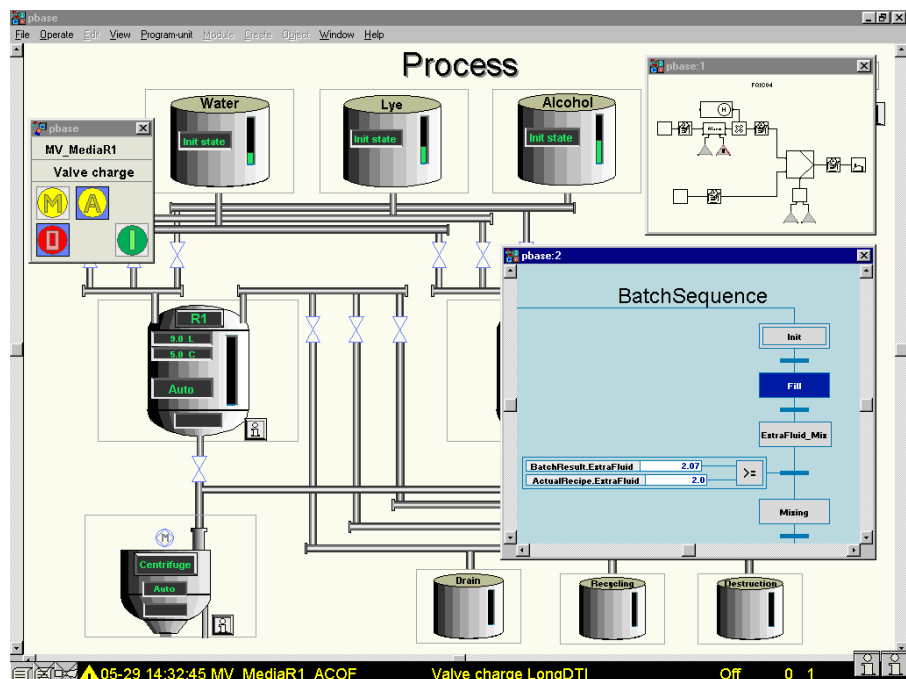 pbase
File Operate Edit View Program-unit Module Create Object Window Help
Process
pbase:1
Water
Lye
Alcohol
Init state
Init state
Init state
pbase
MV_MediaR1
Valve charge
M A
O I
H
M
pbase:2
BatchSequence
Init
Fill
ExtraFluid_Mix
BatchResult.ExtraFluid 2.07
>=
ActualRecipe.ExtraFluid 2.0
Mixing
R1
9.0 L
5.0 C
Auto
i
Centrifuge
Auto
i
Drain
Recycling
Destruction
05-29 14:32:45 MV_MediaR1_ACOF Valve charge LongDTI Off 0 1
i i